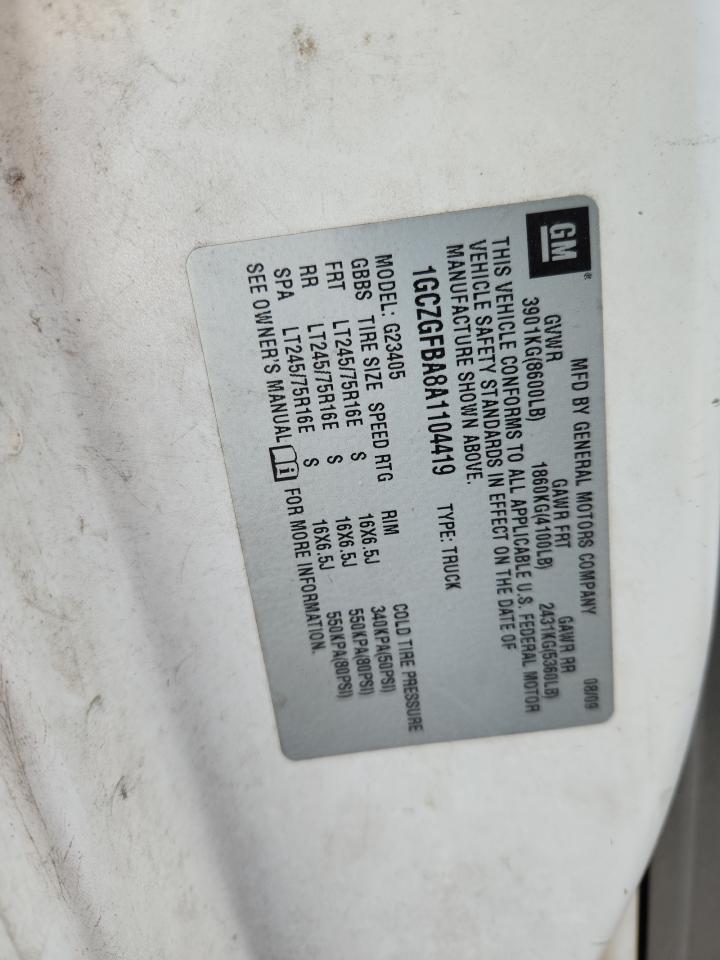 GM®
MFD BY GENERAL MOTORS COMPANY 08/09
GVWR GAWR FRT GAWR RR
3901KG(8600LB) 1860KG(4100LB) 2431KG(5360LB)
THIS VEHICLE CONFORMS TO ALL APPLICABLE U.S. FEDERAL MOTOR
VEHICLE SAFETY STANDARDS IN EFFECT ON THE DATE OF
MANUFACTURE SHOWN ABOVE.
1GCZGFBA8A1104419 TYPE: TRUCK
MODEL: G23405
GBBS TIRE SIZE SPEED RTG RIM COLD TIRE PRESSURE
FRT LT245/75R16E S 16X6.5J 340KPA(50PSI)
RR LT245/75R16E S 16X6.5J 550KPA(80PSI)
SPA LT245/75R16E S 16X6.5J 550KPA(80PSI)
SEE OWNER'S MANUAL i FOR MORE INFORMATION.